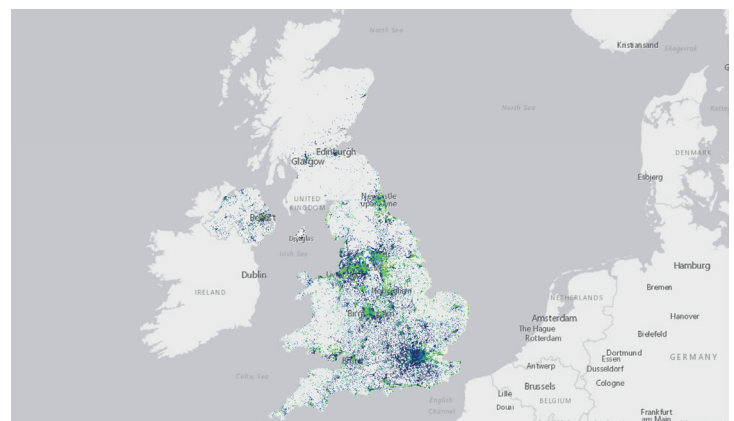 North Sea
Kristiansand
Skagerrak
G
North Sea
DENMARK
Edinburgh
Glasgow
Esbjerg
UNITED
KINGDOM
Newcastle
upon Tyne
Belfast
Douglas
Irish Sea
Dublin
Hamburg
IRELAND
Nottingham
Bremen
NETHERLANDS
Birmingham
Amsterdam
Hanover
The Hague
Rotterdam
Bielefeld
Dortmund
Essen
GERMANY
Antwerp
Dusseldorf
Celtic Sea
Brussels
Cologne
Lille
English
Channel
BELGIUM
Douai
Frankfurt
am Main